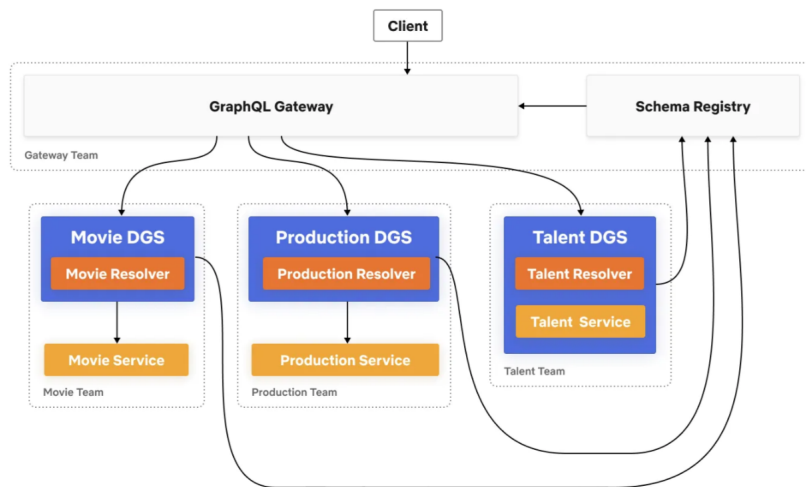 Client
GraphQL Gateway
Schema Registry
Gateway Team
Movie DGS
Production DGS
Talent DGS
Movie Resolver
Production Resolver
Talent Resolver
Talent Service
Movie Service
Production Service
Movie Team
Production Team
Talent Team